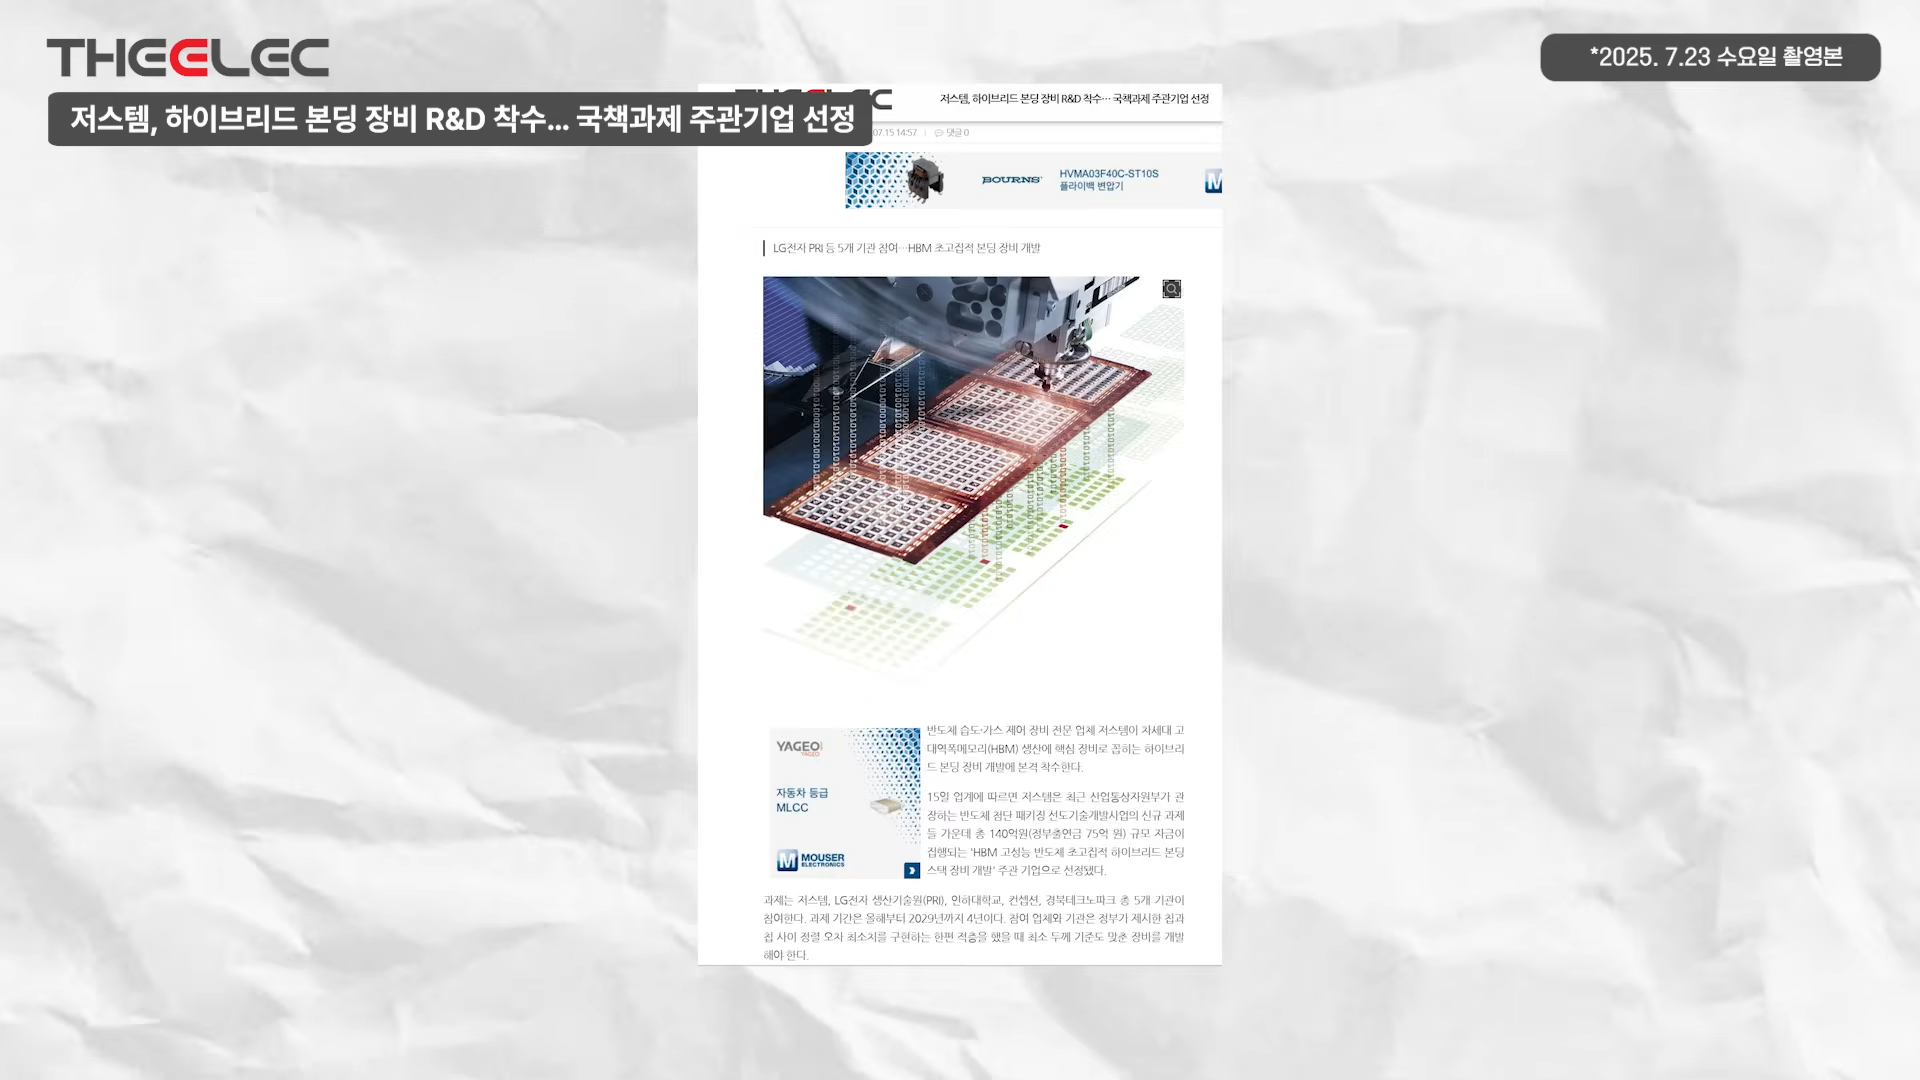 THEELEC
*2025. 7.23 수요일 촬영본
저스템, 하이브리드 본딩 장비 R&D 착수... 국책과제 주관기업 선정
저스템, 하이브리드 본딩 장비 R&D 착수… 국책과제 주관기업 선정
07.15 14:57 댓글 0
BOURNS
HVMA03F40C-ST10S
플라이백 변압기
LG전자 PRI 등 5개 기관 참여…HBM 초고집적 본딩 장비 개발
YAGEO
YAGEO
자동차 등급
MLCC
MOUSER
ELECTRONICS
반도체 습도·가스 제어 장비 전문 업체 저스템이 차세대 고
대역폭메모리(HBM) 생산에 핵심 장비로 꼽히는 하이브리
드 본딩 장비 개발에 본격 착수한다.
15일 업계에 따르면 저스템은 최근 산업통상자원부가 관
장하는 반도체 첨단 패키징 선도기술개발사업의 신규 과제
들 가운데 총 140억원(정부출연금 75억 원) 규모 자금이
집행되는 'HBM 고성능 반도체 초고집적 하이브리드 본딩
스택 장비 개발' 주관 기업으로 선정됐다.
과제는 저스템, LG전자 생산기술원(PRI), 인하대학교, 컨셉션, 경북테크노파크 총 5개 기관이
참여한다. 과제 기간은 올해부터 2029년까지 4년이다. 참여 업체와 기관은 정부가 제시한 칩과
칩 사이 정렬 오차 최소치를 구현하는 한편 적층을 했을 때 최소 두께 기준도 맞춘 장비를 개발
해야 한다.